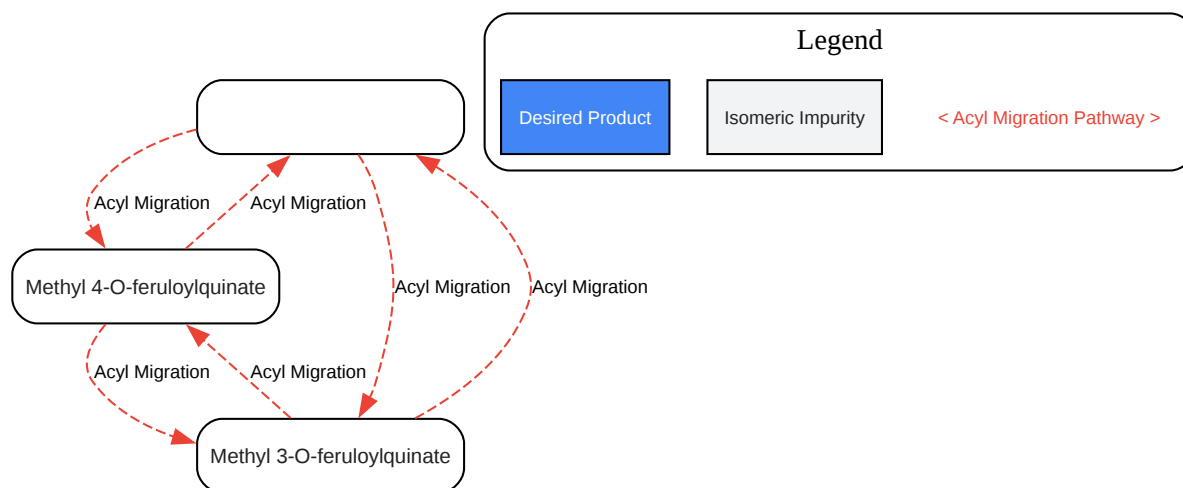 Legend
Desired Product
Isomeric Impurity
< Acyl Migration Pathway >
Acyl Migration
Acyl Migration
Methyl 4-O-feruloylquinate
Acyl Migration
Acyl Migration
Acyl Migration
Acyl Migration
Methyl 3-O-feruloylquinate